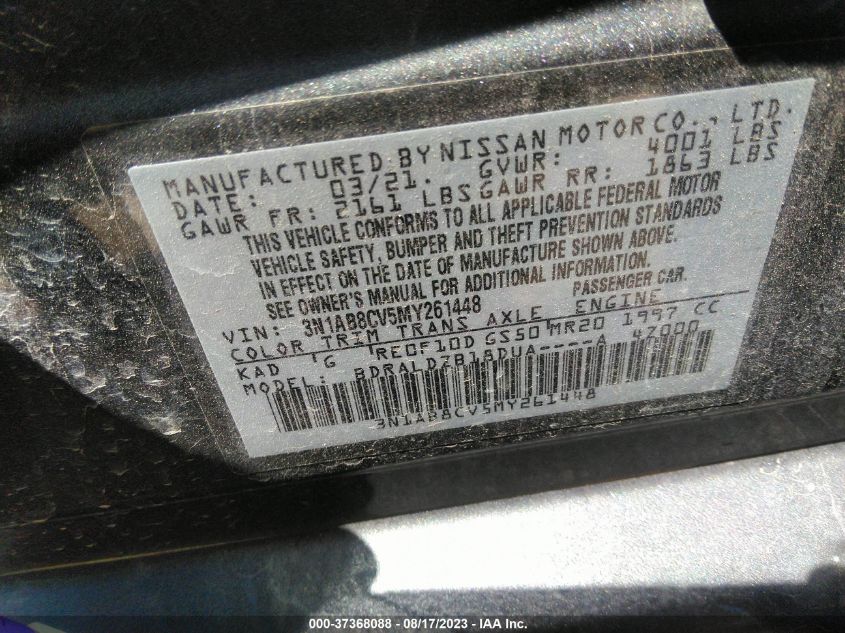 MANUFACTURED BY NISSAN MOTOR CO., LTD.
DATE: 03/21. GVWR: 4001 LBS
GAWR FR: 2161 LBS GAWR RR: 1863 LBS
THIS VEHICLE CONFORMS TO ALL APPLICABLE FEDERAL MOTOR
VEHICLE SAFETY, BUMPER AND THEFT PREVENTION STANDARDS
IN EFFECT ON THE DATE OF MANUFACTURE SHOWN ABOVE.
SEE OWNER'S MANUAL FOR ADDITIONAL INFORMATION.
VIN: 3N1AB8CV5MY261448 PASSENGER CAR.
COLOR TRIM TRANS AXLE ENGINE
KAD 'G 'RE0F10D GS50'MR20 1997 CC
MODEL: BDRALDZB18DUA----A 47000
3N1AB8CV5MY261448
000-37368088 - 08/17/2023 - IAA Inc.